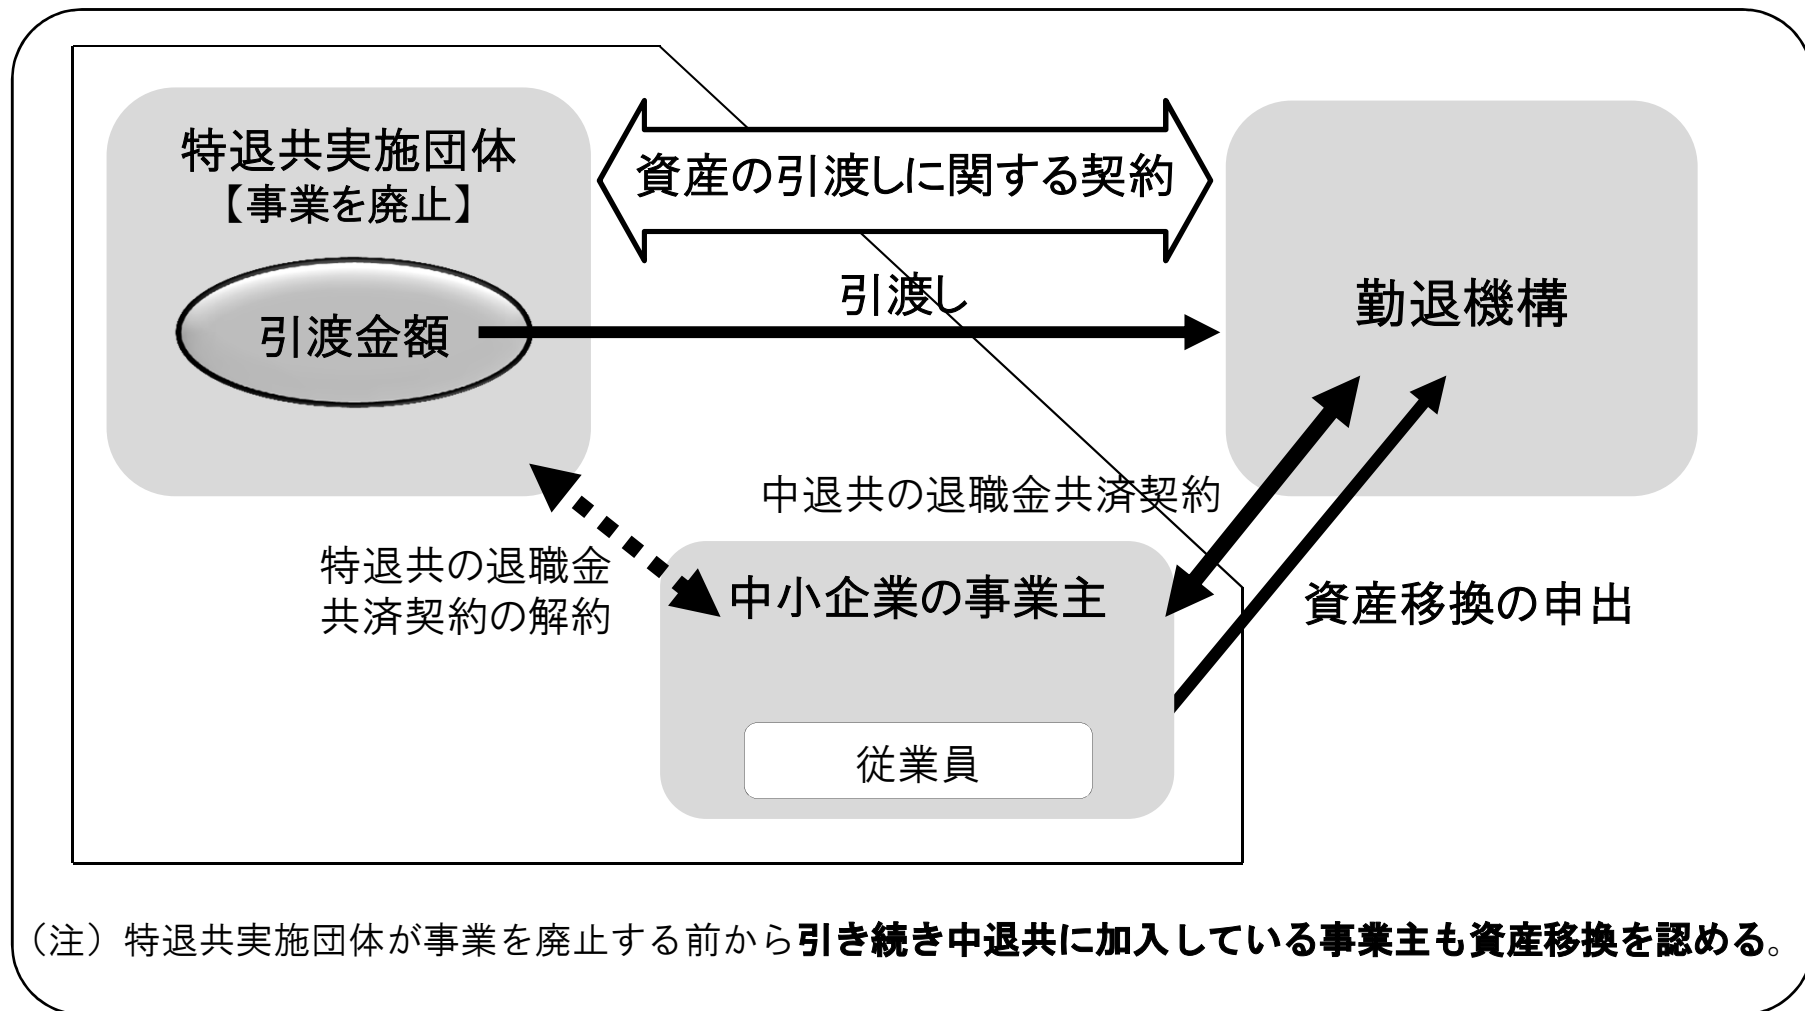 特退共実施団体
【事業を廃止】
資産の引渡しに関する契約
引渡し
引渡金額
勤退機構
中退共の退職金共済契約
特退共の退職金
共済契約の解約
中小企業の事業主
資産移換の申出
従業員
（注）特退共実施団体が事業を廃止する前から引き続き中退共に加入している事業主も資産移換を認める。